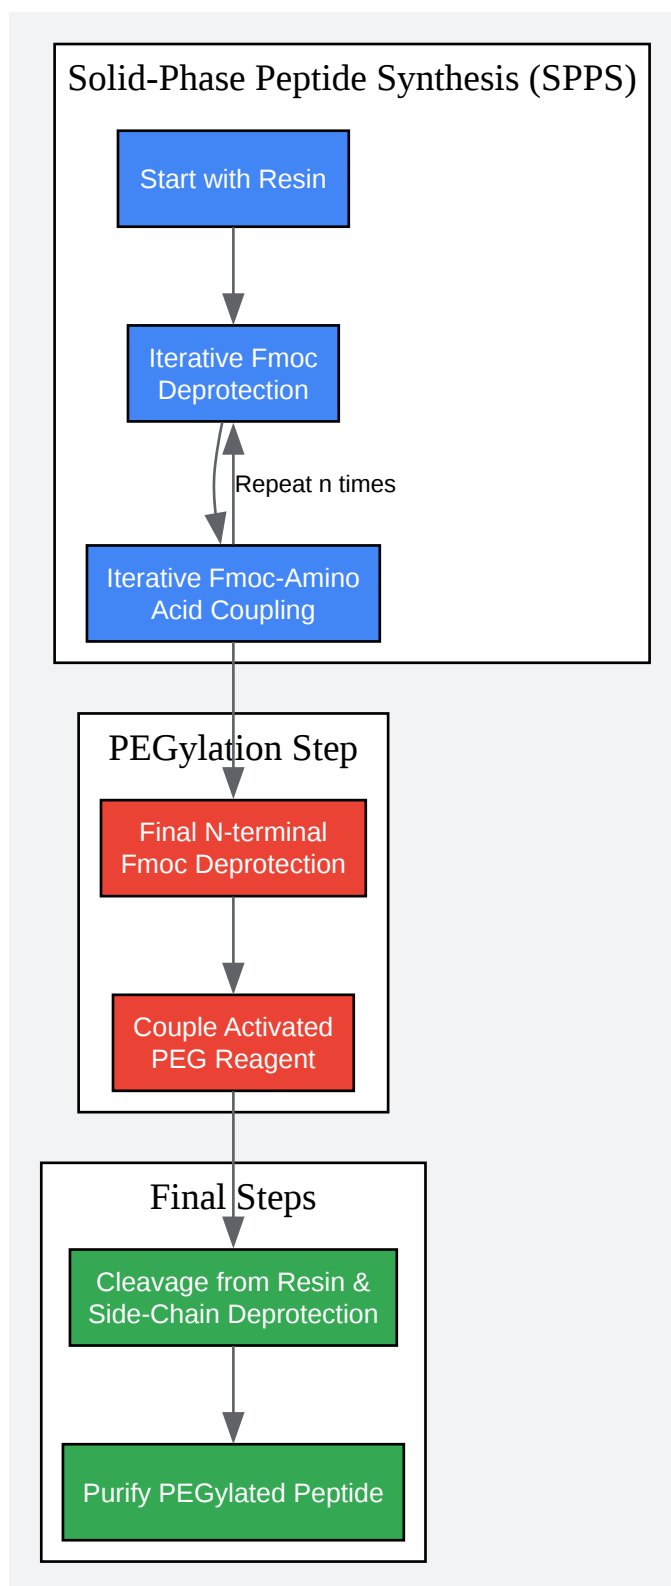 Solid-Phase Peptide Synthesis (SPPS)
Start with Resin
Iterative Fmoc
Deprotection
Repeat n times
Iterative Fmoc-Amino
Acid Coupling
PEGylation Step
Final N-terminal
Fmoc Deprotection
Couple Activated
PEG Reagent
Final Steps
Cleavage from Resin &
Side-Chain Deprotection
Purify PEGylated Peptide